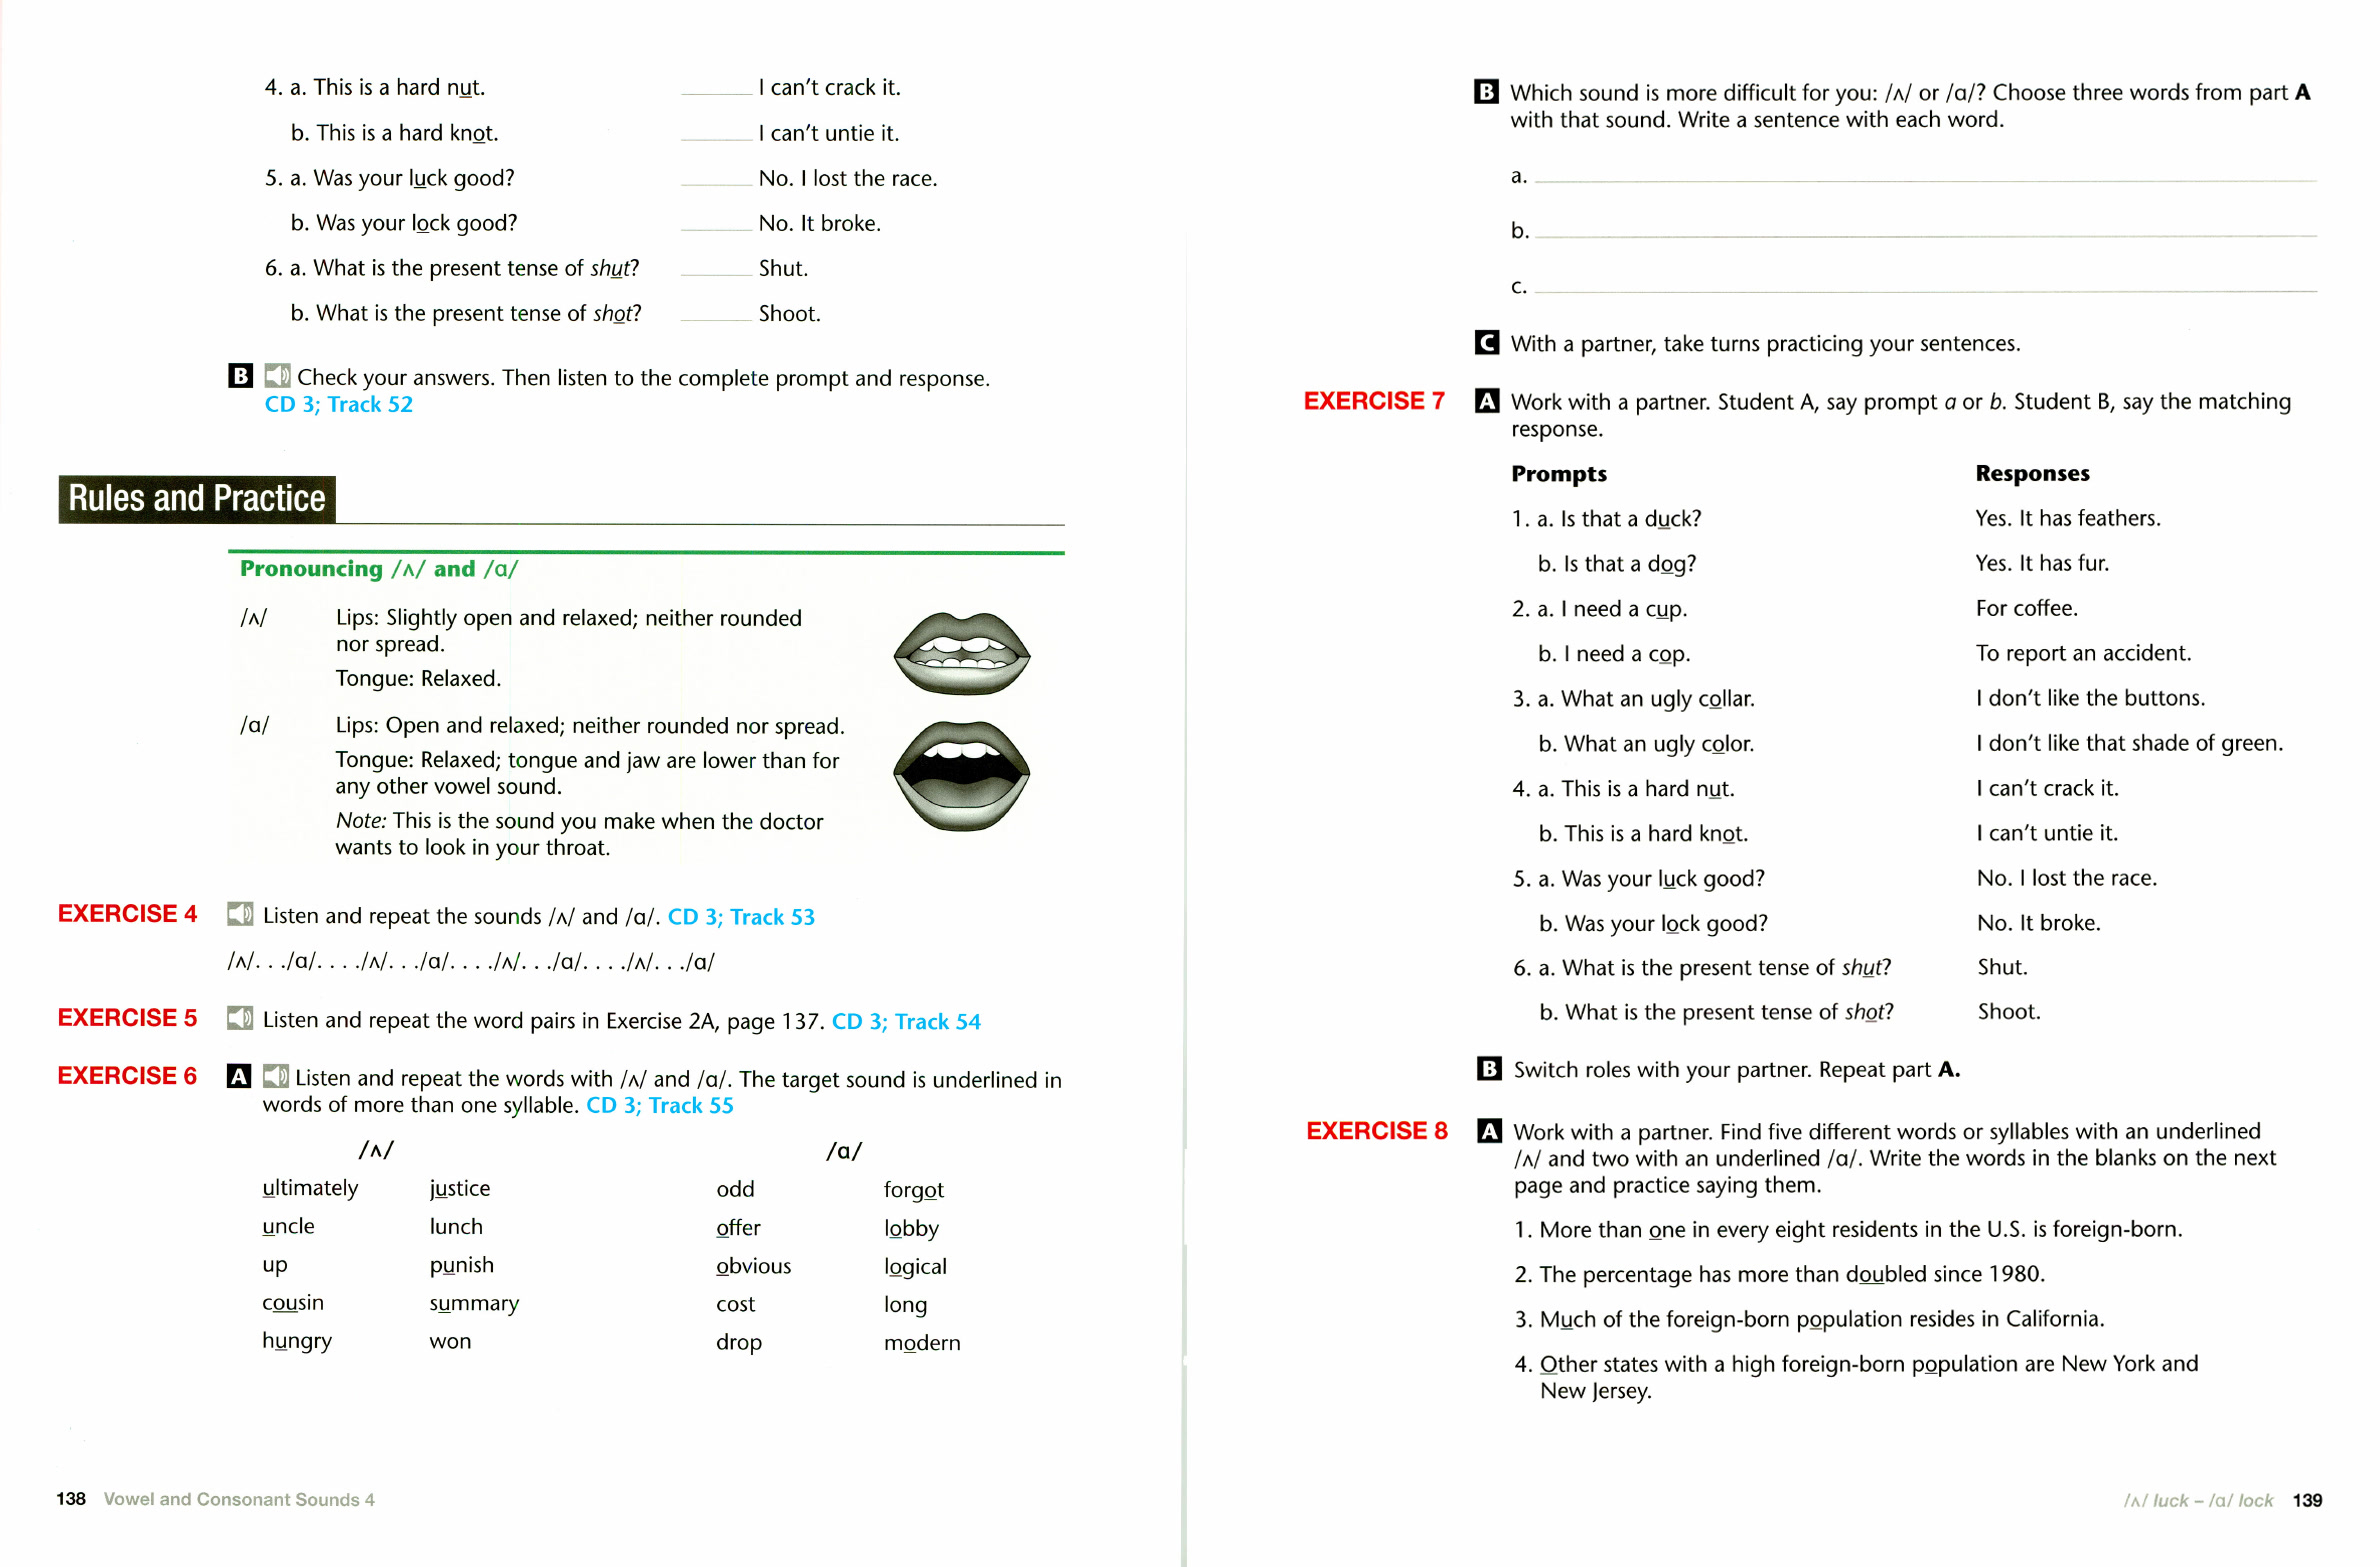 4. a. This is a hard nut. ______ I can't crack it.
b. This is a hard knot. ______ I can't untie it.
5. a. Was your luck good? ______ No. I lost the race.
b. Was your lock good? ______ No. It broke.
6. a. What is the present tense of shut? ______ Shut.
b. What is the present tense of shot? ______ Shoot.
B Check your answers. Then listen to the complete prompt and response.
CD 3; Track 52
Rules and Practice
Pronouncing /ʌ/ and /ɑ/
/ʌ/ Lips: Slightly open and relaxed; neither rounded
nor spread.
Tongue: Relaxed.
/ɑ/ Lips: Open and relaxed; neither rounded nor spread.
Tongue: Relaxed; tongue and jaw are lower than for
any other vowel sound.
Note: This is the sound you make when the doctor
wants to look in your throat.
EXERCISE 4 Listen and repeat the sounds /ʌ/ and /ɑ/. CD 3; Track 53
/ʌ/. . ./ɑ/. . . ./ʌ/. . ./ɑ/. . . ./ʌ/. . ./ɑ/. . . ./ʌ/. . ./ɑ/
EXERCISE 5 Listen and repeat the word pairs in Exercise 2A, page 137. CD 3; Track 54
EXERCISE 6 A Listen and repeat the words with /ʌ/ and /ɑ/. The target sound is underlined in
words of more than one syllable. CD 3; Track 55
/ʌ/ /ɑ/
ultimately justice odd forgot
uncle lunch offer lobby
up punish obvious logical
cousin summary cost long
hungry won drop modern
138 Vowel and Consonant Sounds 4
B Which sound is more difficult for you: /ʌ/ or /ɑ/? Choose three words from part A
with that sound. Write a sentence with each word.
a.
b.
c.
C With a partner, take turns practicing your sentences.
EXERCISE 7 A Work with a partner. Student A, say prompt a or b. Student B, say the matching
response.
Prompts Responses
1. a. Is that a duck? Yes. It has feathers.
b. Is that a dog? Yes. It has fur.
2. a. I need a cup. For coffee.
b. I need a cop. To report an accident.
3. a. What an ugly collar. I don't like the buttons.
b. What an ugly color. I don't like that shade of green.
4. a. This is a hard nut. I can't crack it.
b. This is a hard knot. I can't untie it.
5. a. Was your luck good? No. I lost the race.
b. Was your lock good? No. It broke.
6. a. What is the present tense of shut? Shut.
b. What is the present tense of shot? Shoot.
B Switch roles with your partner. Repeat part A.
EXERCISE 8 A Work with a partner. Find five different words or syllables with an underlined
/ʌ/ and two with an underlined /ɑ/. Write the words in the blanks on the next
page and practice saying them.
1. More than one in every eight residents in the U.S. is foreign-born.
2. The percentage has more than doubled since 1980.
3. Much of the foreign-born population resides in California.
4. Other states with a high foreign-born population are New York and
New Jersey.
/ʌ/ luck – /ɑ/ lock 139